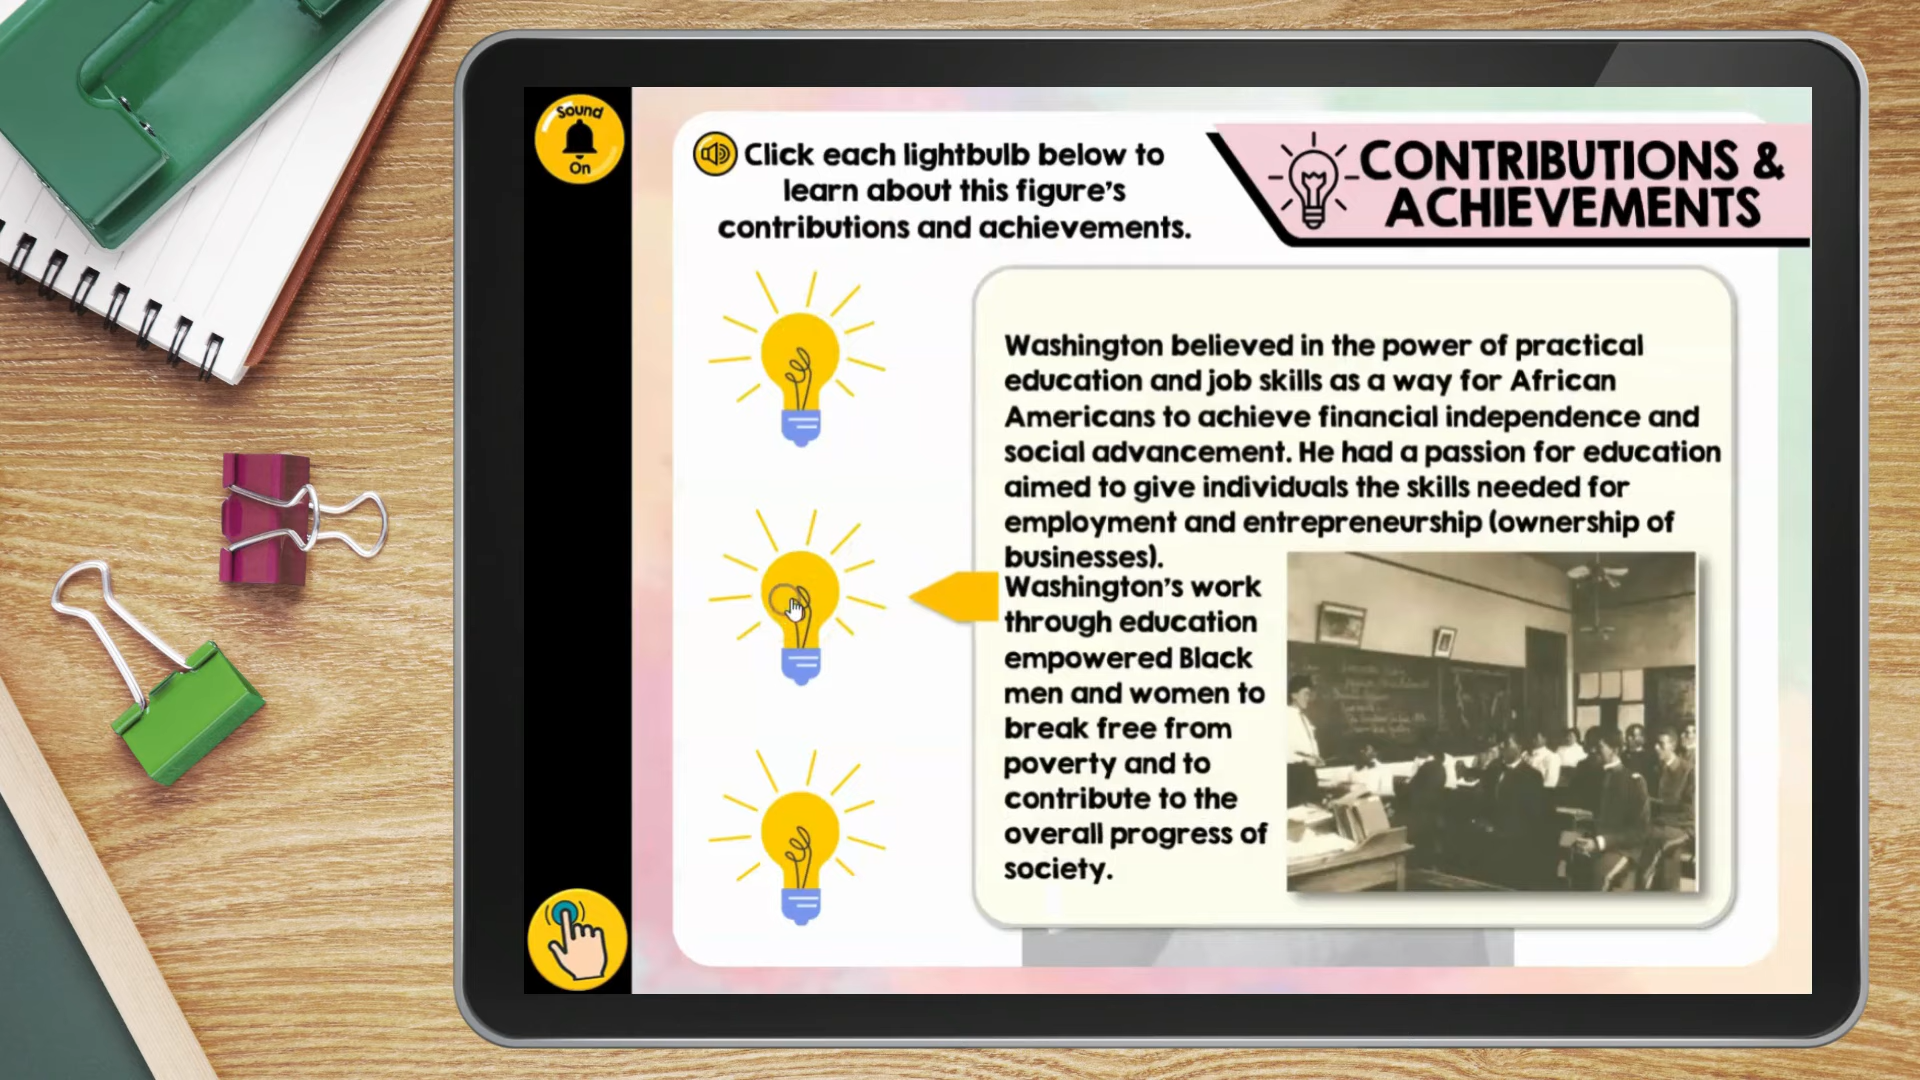 Sound
On
Click each lightbulb below to
learn about this figure's
contributions and achievements.
CONTRIBUTIONS &
ACHIEVEMENTS
Washington believed in the power of practical
education and job skills as a way for African
Americans to achieve financial independence and
social advancement. He had a passion for education
aimed to give individuals the skills needed for
employment and entrepreneurship (ownership of
businesses).
Washington's work
through education
empowered Black
men and women to
break free from
poverty and to
contribute to the
overall progress of
society.